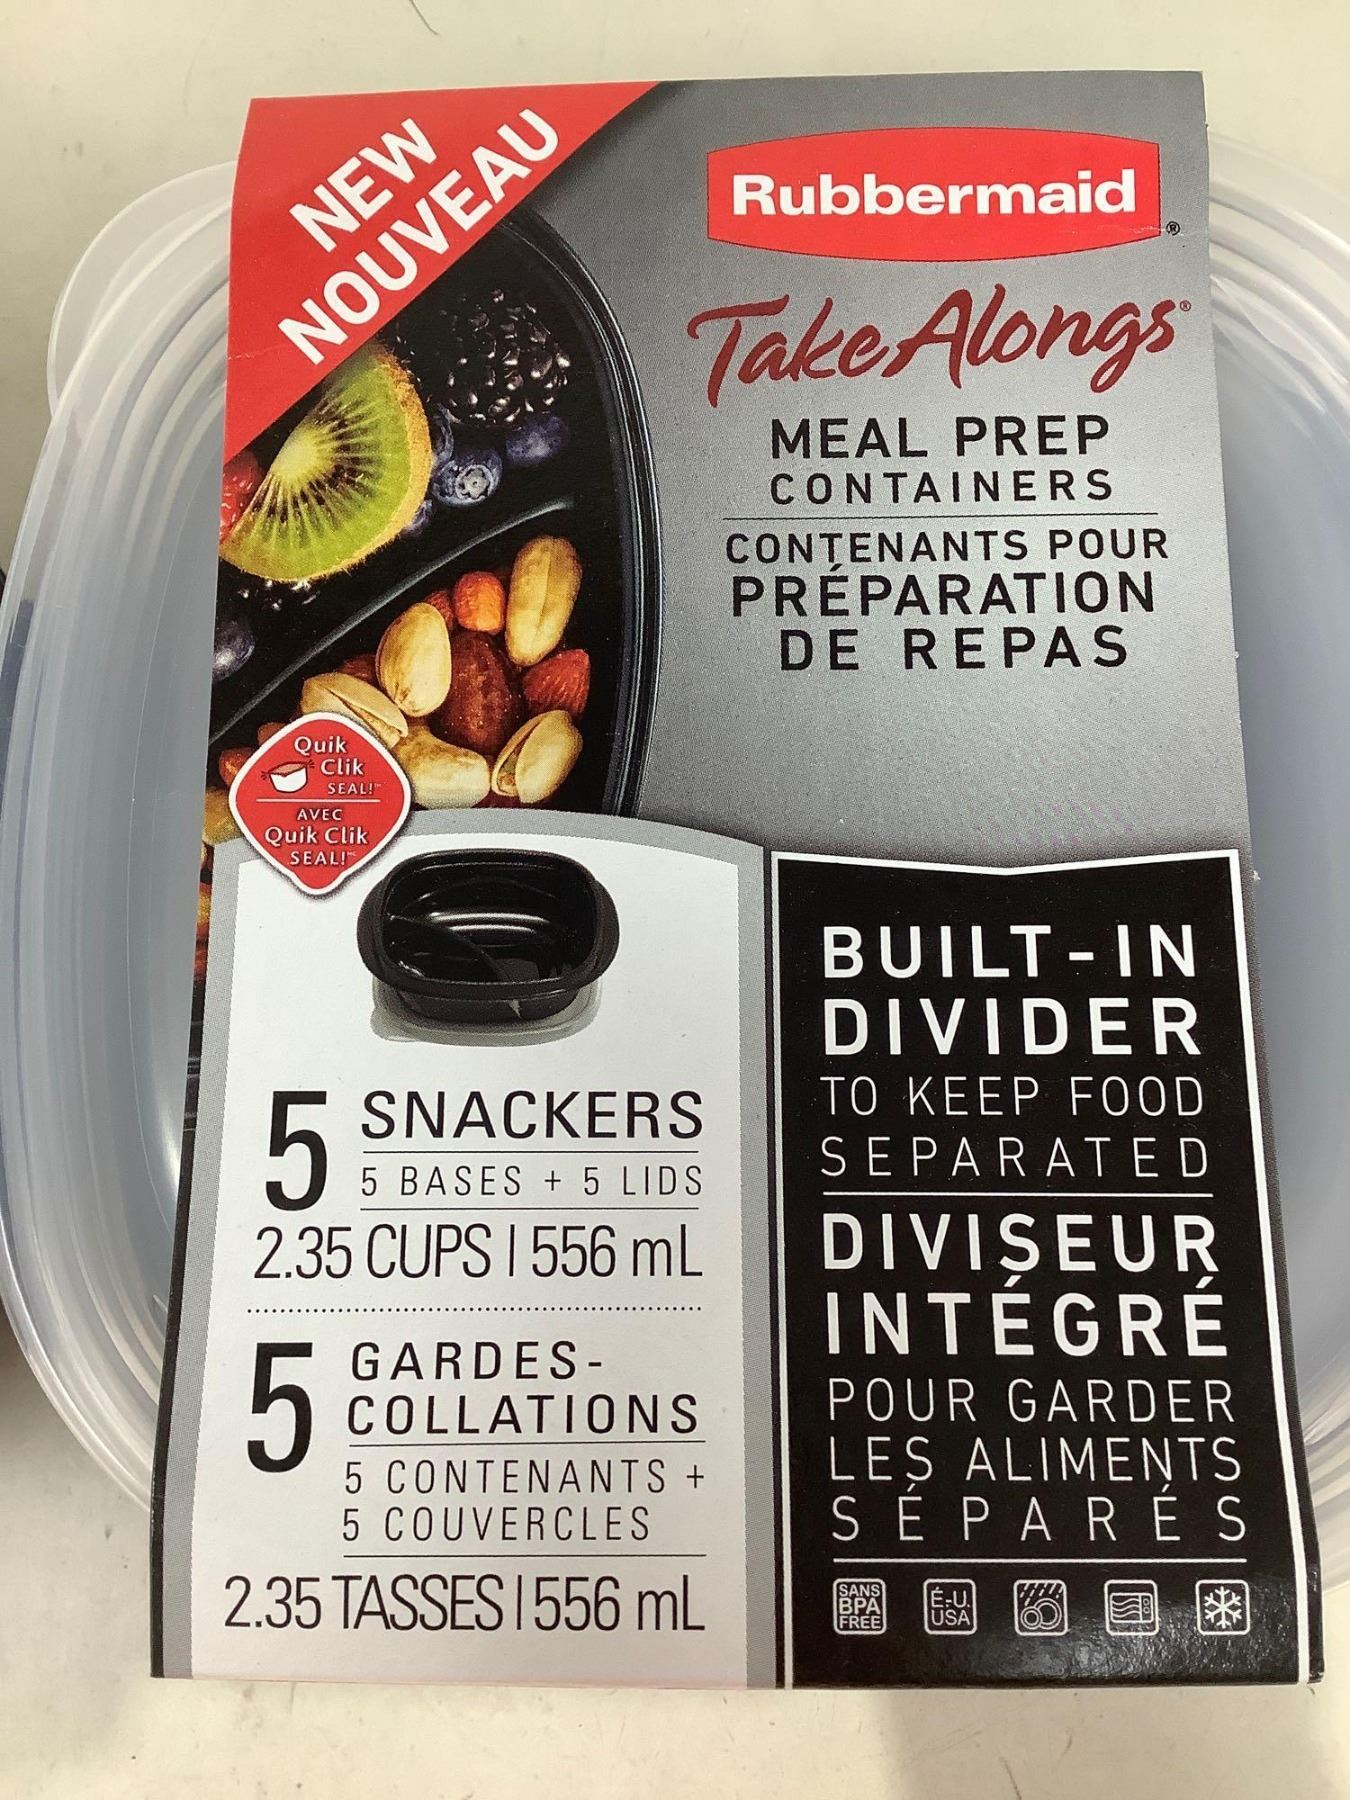 NEW
NOUVEAU
Rubbermaid®
TakeAlongs®
MEAL PREP
CONTAINERS
CONTENANTS POUR
PRÉPARATION
DE REPAS
Quik
Clik
SEAL!™
AVEC
Quik Clik
SEAL!MC
5 SNACKERS
5 BASES + 5 LIDS
2.35 CUPS | 556 mL
5 GARDES-
COLLATIONS
5 CONTENANTS +
5 COUVERCLES
2.35 TASSES | 556 mL
BUILT-IN
DIVIDER
TO KEEP FOOD
SEPARATED
DIVISEUR
INTÉGRÉ
POUR GARDER
LES ALIMENTS
SÉPARÉS
SANS
BPA
FREE
É.-U.
USA